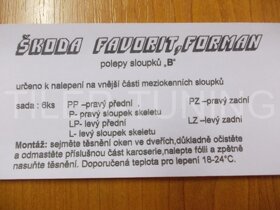 ŠKODA FAVORIT, FORMAN
polepy sloupků „B"
určeno k nalepení na vnější části meziokenních sloupků
sada : 6ks PP –pravý přední PZ –pravý zadní
P- pravý sloupek skeletu
LP- levý přední LZ –levý zadní
L- levý sloupek skeletu
Montáž: sejměte těsnění oken ve dveřích,důkladně očistěte
a odmastěte příslušnou část karoserie,nalepte fólii a zpětně
nasuňte těsnění. Doporučená teplota pro lepení 18-24°C.